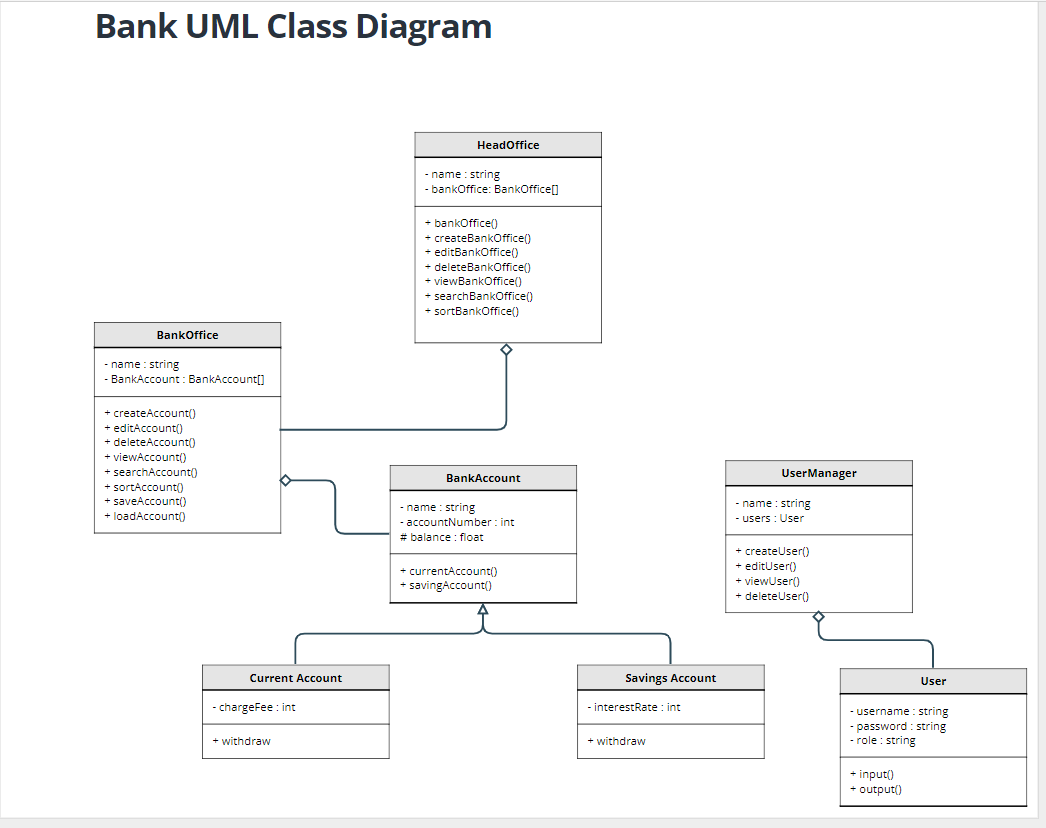 Bank UML Class Diagram
HeadOffice
- name : string
- bankOffice: BankOffice[]
+ bankOffice()
+ createBankOffice()
+ editBankOffice()
+ deleteBankOffice()
+ viewBankOffice()
+ searchBankOffice()
+ sortBankOffice()
BankOffice
- name : string
- BankAccount : BankAccount[]
+ createAccount()
+ editAccount()
+ deleteAccount()
+ viewAccount()
+ searchAccount()
+ sortAccount()
+ saveAccount()
+ loadAccount()
BankAccount
- name : string
- accountNumber : int
# balance : float
+ currentAccount()
+ savingAccount()
UserManager
- name : string
- users : User
+ createUser()
+ editUser()
+ viewUser()
+ deleteUser()
Current Account
- chargeFee : int
+ withdraw
Savings Account
- interestRate : int
+ withdraw
User
- username : string
- password : string
- role : string
+ input()
+ output()